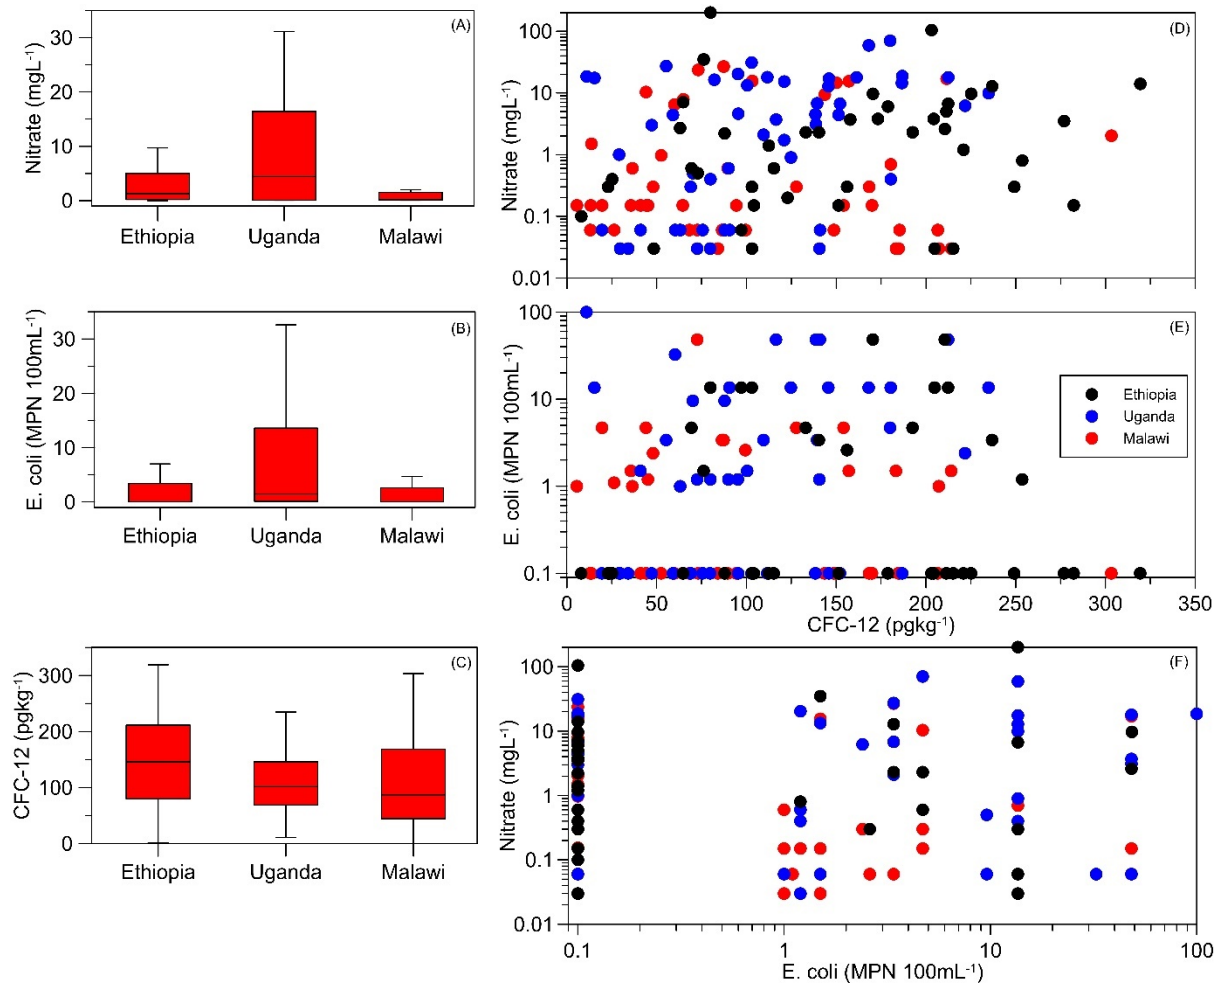 (A)
Nitrate (mgL⁻¹)
30
20
10
0
Ethiopia Uganda Malawi
(B)
E. coli (MPN 100mL⁻¹)
30
20
10
0
Ethiopia Uganda Malawi
(C)
CFC-12 (pgkg⁻¹)
300
200
100
0
Ethiopia Uganda Malawi
(D)
Nitrate (mgL⁻¹)
100
10
1
0.1
0.01
(E)
E. coli (MPN 100mL⁻¹)
100
10
1
0.1
Ethiopia
Uganda
Malawi
0 50 100 150 200 250 300 350
CFC-12 (pgkg⁻¹)
(F)
Nitrate (mgL⁻¹)
100
10
1
0.1
0.01
0.1 1 10 100
E. coli (MPN 100mL⁻¹)